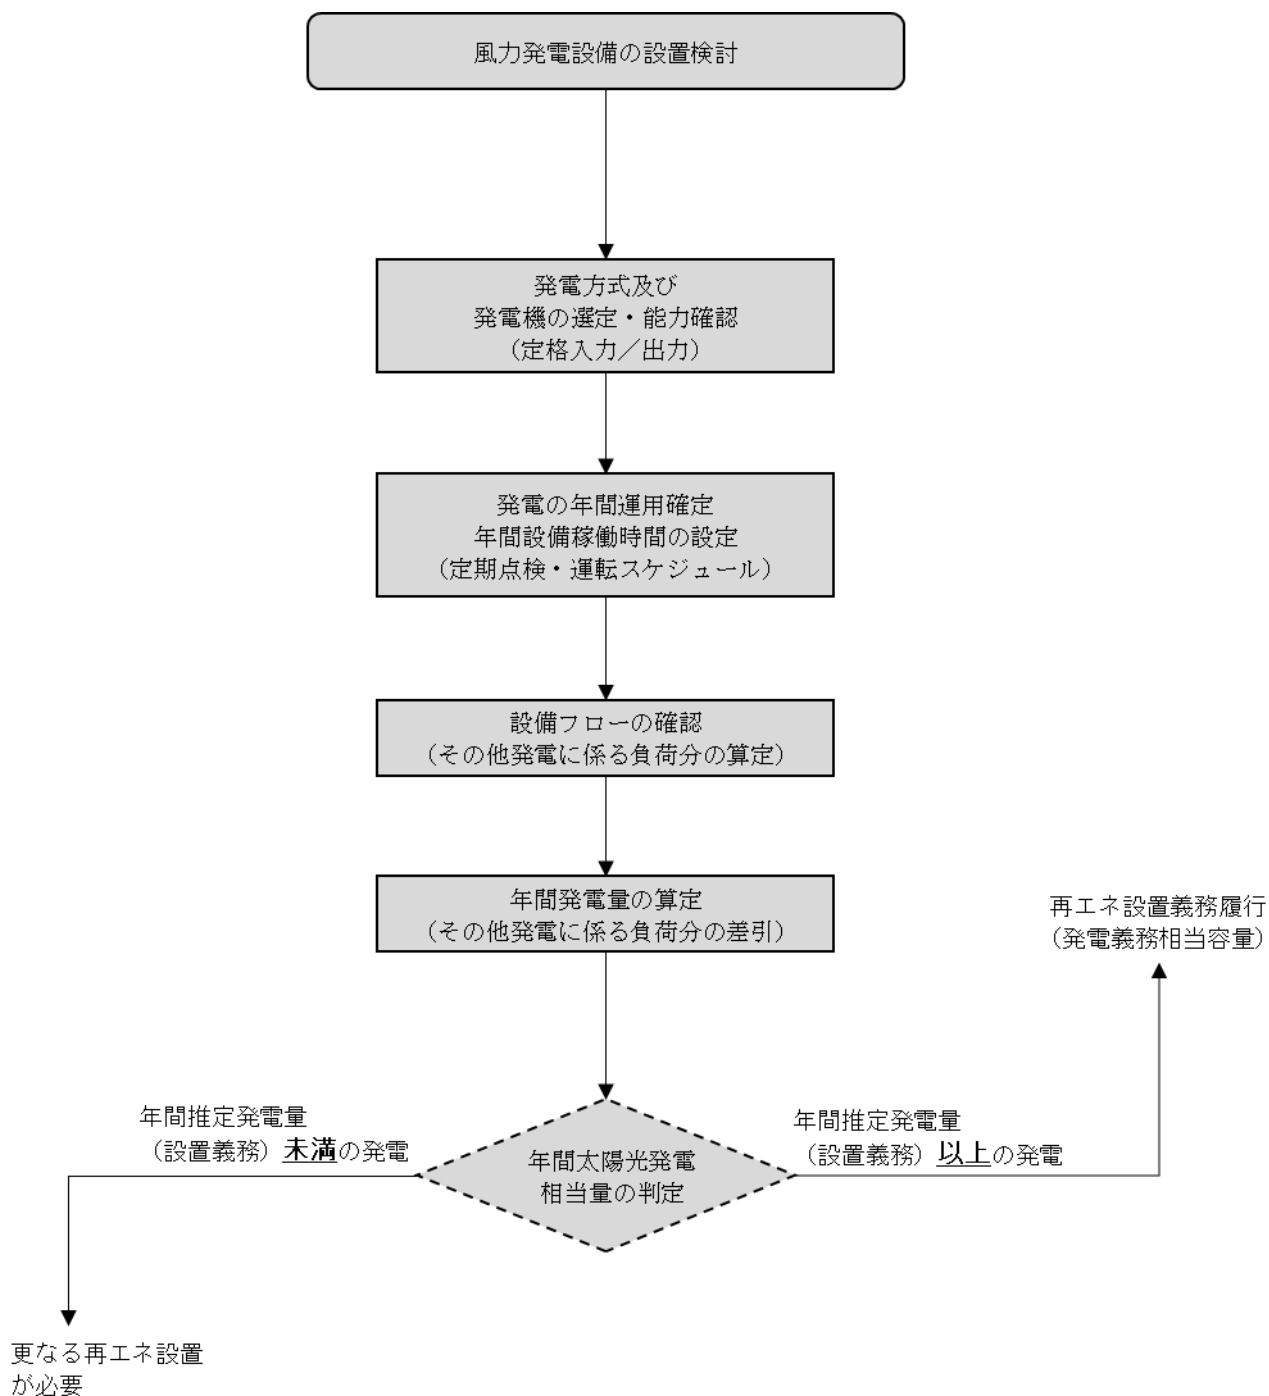 風力発電設備の設置検討
発電方式及び
発電機の選定・能力確認
（定格入力／出力）
発電の年間運用確定
年間設備稼働時間の設定
（定期点検・運転スケジュール）
設備フローの確認
（その他発電に係る負荷分の算定）
年間発電量の算定
（その他発電に係る負荷分の差引）
再エネ設置義務履行
（発電義務相当容量）
年間推定発電量
（設置義務）未満の発電
年間太陽光発電
相当量の判定
年間推定発電量
（設置義務）以上の発電
更なる再エネ設置
が必要